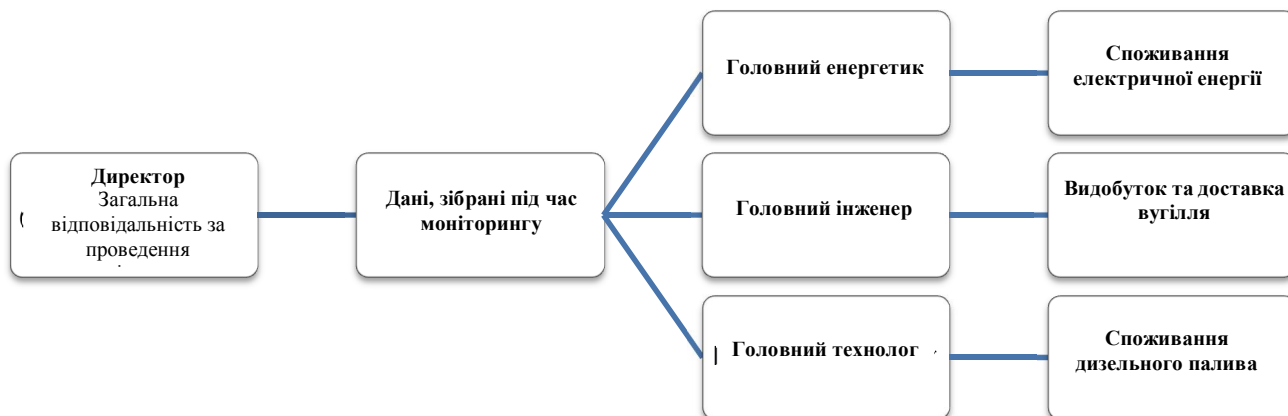 Директор
Загальна
відповідальність за
проведення
Дані, зібрані під час
моніторингу
Головний енергетик
Споживання
електричної енергії
Головний інженер
Видобуток та доставка
вугілля
Головний технолог
Споживання
дизельного палива